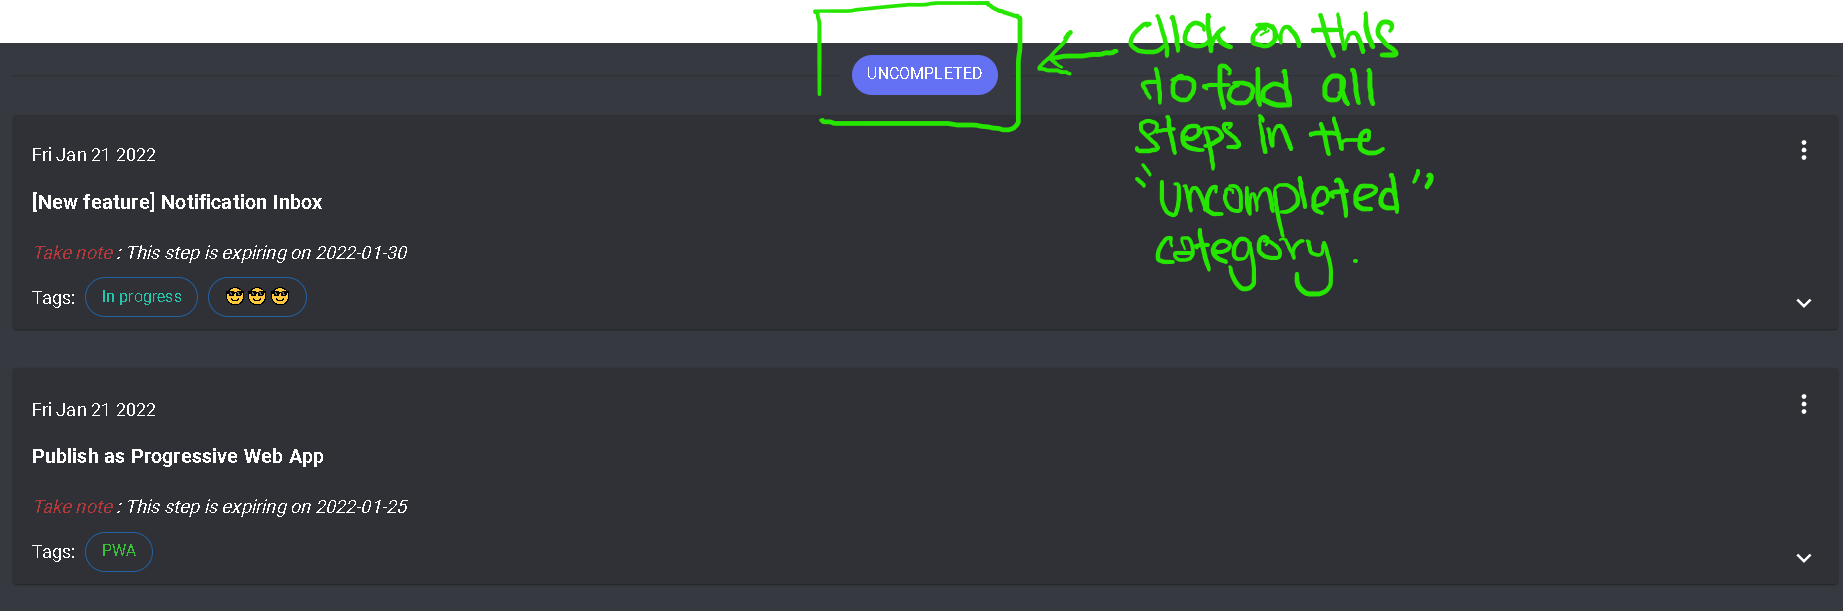 UNCOMPLETED
click on this
to fold all
steps in the
"uncompleted"
category.
Fri Jan 21 2022
[New feature] Notification Inbox
Take note : This step is expiring on 2022-01-30
Tags: In progress 😎😎😎
Fri Jan 21 2022
Publish as Progressive Web App
Take note : This step is expiring on 2022-01-25
Tags: PWA